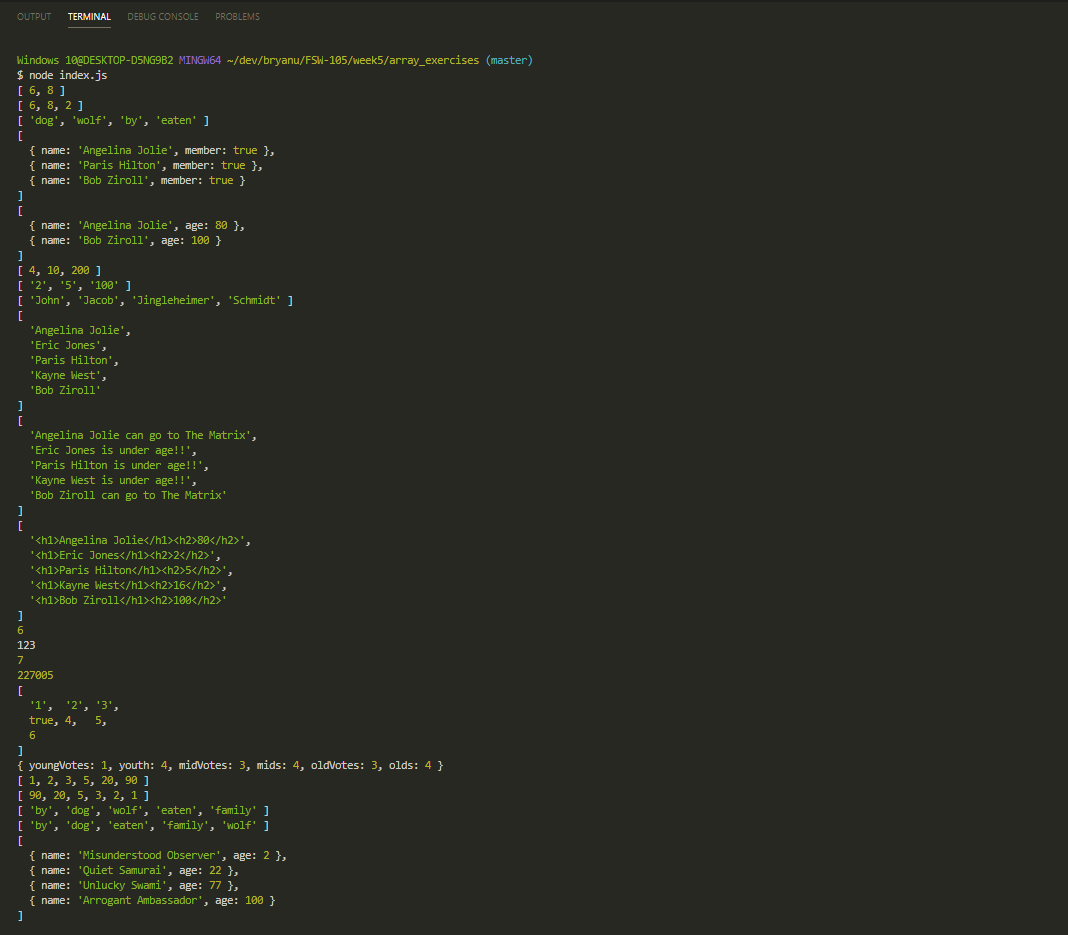 OUTPUT TERMINAL DEBUG CONSOLE PROBLEMS
Windows 10@DESKTOP-D5NG9B2 MINGW64 ~/dev/bryanu/FSW-105/week5/array_exercises (master)
$ node index.js
[ 6, 8 ]
[ 6, 8, 2 ]
[ 'dog', 'wolf', 'by', 'eaten' ]
[
  { name: 'Angelina Jolie', member: true },
  { name: 'Paris Hilton', member: true },
  { name: 'Bob Ziroll', member: true }
]
[
  { name: 'Angelina Jolie', age: 80 },
  { name: 'Bob Ziroll', age: 100 }
]
[ 4, 10, 200 ]
[ '2', '5', '100' ]
[ 'John', 'Jacob', 'Jingleheimer', 'Schmidt' ]
[
  'Angelina Jolie',
  'Eric Jones',
  'Paris Hilton',
  'Kayne West',
  'Bob Ziroll'
]
[
  'Angelina Jolie can go to The Matrix',
  'Eric Jones is under age!!',
  'Paris Hilton is under age!!',
  'Kayne West is under age!!',
  'Bob Ziroll can go to The Matrix'
]
[
  '<h1>Angelina Jolie</h1><h2>80</h2>',
  '<h1>Eric Jones</h1><h2>2</h2>',
  '<h1>Paris Hilton</h1><h2>5</h2>',
  '<h1>Kayne West</h1><h2>16</h2>',
  '<h1>Bob Ziroll</h1><h2>100</h2>'
]
6
123
7
227005
[
  '1',  '2', '3',
  true, 4,   5,
  6
]
{ youngVotes: 1, youth: 4, midVotes: 3, mids: 4, oldVotes: 3, olds: 4 }
[ 1, 2, 3, 5, 20, 90 ]
[ 90, 20, 5, 3, 2, 1 ]
[ 'by', 'dog', 'wolf', 'eaten', 'family' ]
[ 'by', 'dog', 'eaten', 'family', 'wolf' ]
[
  { name: 'Misunderstood Observer', age: 2 },
  { name: 'Quiet Samurai', age: 22 },
  { name: 'Unlucky Swami', age: 77 },
  { name: 'Arrogant Ambassador', age: 100 }
]